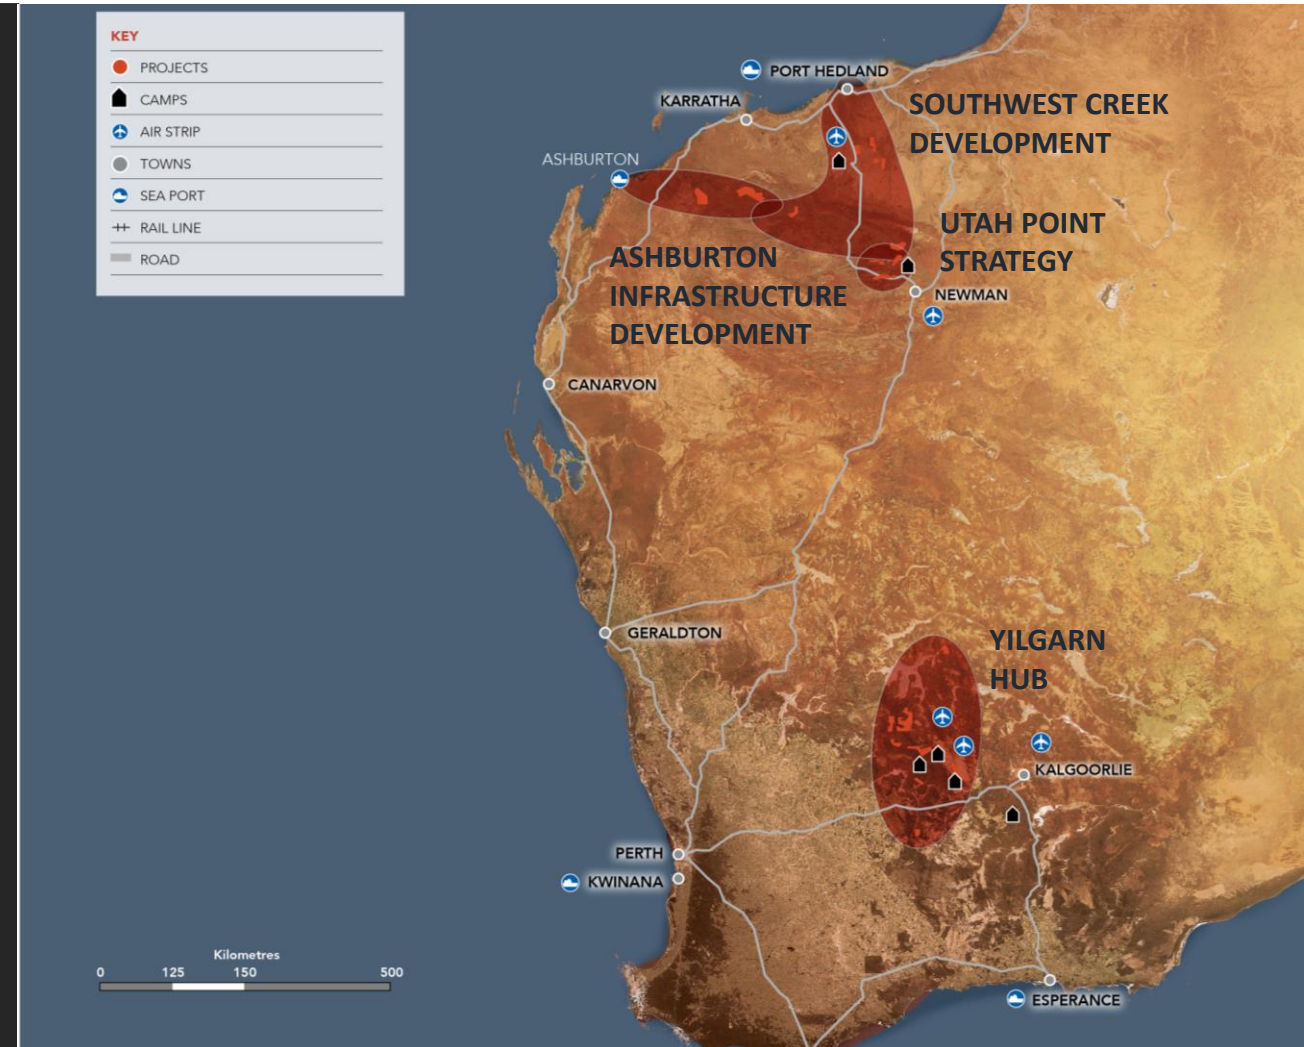 KEY
PROJECTS
CAMPS
AIR STRIP
TOWNS
SEA PORT
RAIL LINE
ROAD
PORT HEDLAND
KARRATHA
SOUTHWEST CREEK
DEVELOPMENT
ASHBURTON
UTAH POINT
STRATEGY
ASHBURTON
INFRASTRUCTURE
DEVELOPMENT
NEWMAN
CANARVON
GERALDTON
YILGARN
HUB
KALGOORLIE
PERTH
KWINANA
ESPERANCE
Kilometres
0 125 150 500